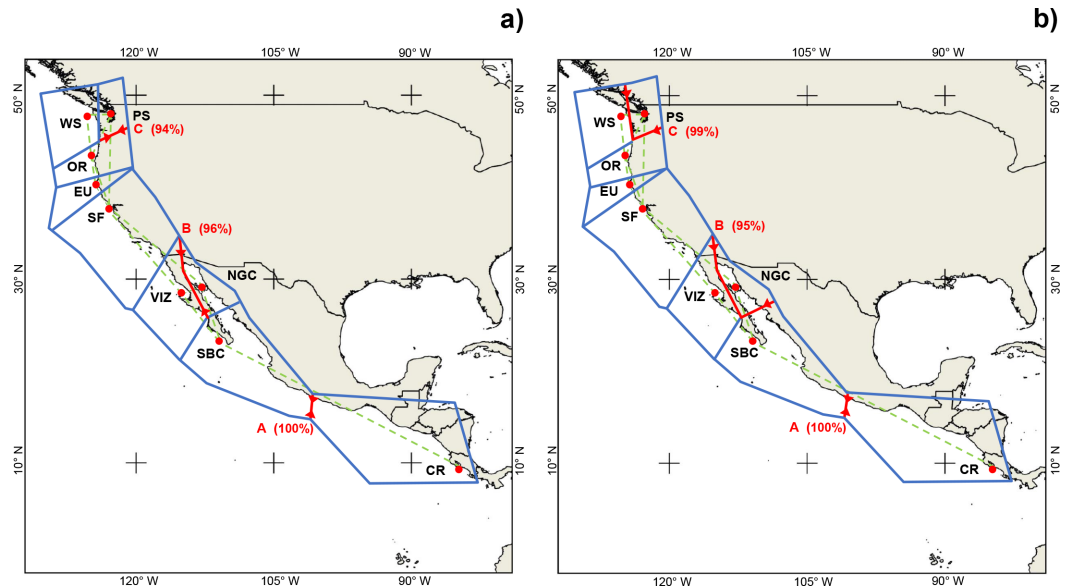 a)
120° W
105° W
90° W
50° N
50° N
WS
PS
C (94%)
OR
EU
SF
B (96%)
NGC
30° N
30° N
VIZ
SBC
A (100%)
CR
10° N
10° N
120° W
105° W
90° W
b)
120° W
105° W
90° W
50° N
50° N
WS
PS
C (99%)
OR
EU
SF
B (95%)
NGC
30° N
30° N
VIZ
SBC
A (100%)
CR
10° N
10° N
120° W
105° W
90° W